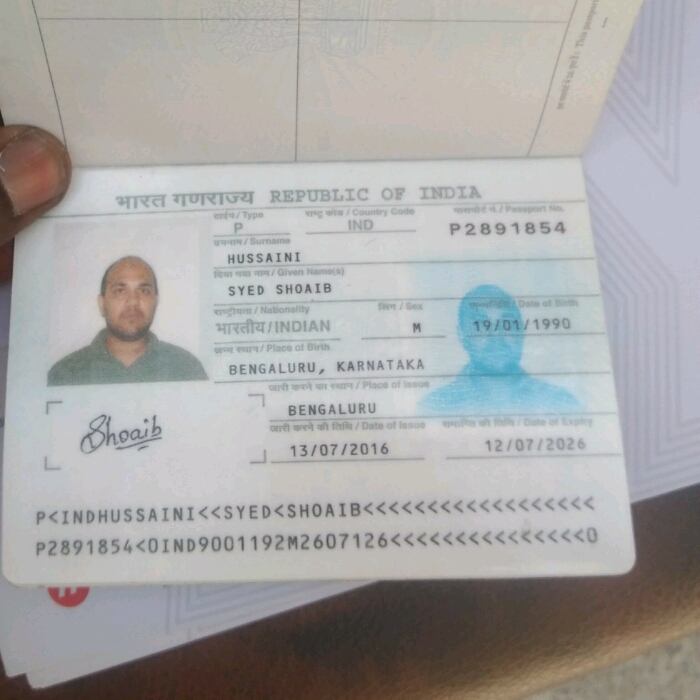 भारत गणराज्य REPUBLIC OF INDIA
टाईप / Type राष्ट्र कोड / Country Code पासपोर्ट नं. / Passport No.
P IND P2891854
उपनाम / Surname
HUSSAINI
दिया गया नाम / Given Name(s)
SYED SHOAIB
राष्ट्रीयता / Nationality लिंग / Sex जन्मतिथि / Date of Birth
भारतीय/INDIAN M 19/01/1990
जन्म स्थान / Place of Birth
BENGALURU, KARNATAKA
जारी करने का स्थान / Place of Issue
BENGALURU
जारी करने की तिथि / Date of Issue समाप्ति की तिथि / Date of Expiry
13/07/2016 12/07/2026
Shoaib
P<INDHUSSAINI<<SYED<SHOAIB<<<<<<<<<<<<<<<<<<
P2891854<0IND9001192M2607126<<<<<<<<<<<<<<<0